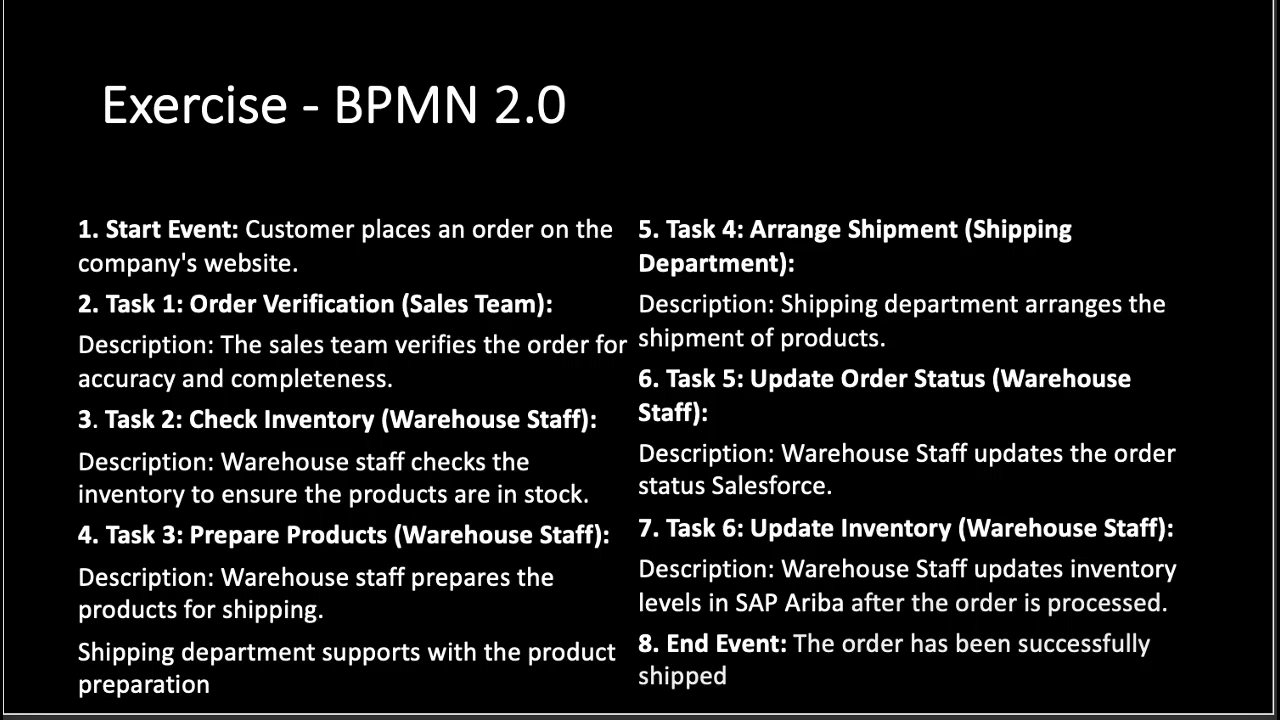 Exercise - BPMN 2.0
1. Start Event: Customer places an order on the
company's website.
2. Task 1: Order Verification (Sales Team):
Description: The sales team verifies the order for
accuracy and completeness.
3. Task 2: Check Inventory (Warehouse Staff):
Description: Warehouse staff checks the
inventory to ensure the products are in stock.
4. Task 3: Prepare Products (Warehouse Staff):
Description: Warehouse staff prepares the
products for shipping.
Shipping department supports with the product
preparation
5. Task 4: Arrange Shipment (Shipping
Department):
Description: Shipping department arranges the
shipment of products.
6. Task 5: Update Order Status (Warehouse
Staff):
Description: Warehouse Staff updates the order
status Salesforce.
7. Task 6: Update Inventory (Warehouse Staff):
Description: Warehouse Staff updates inventory
levels in SAP Ariba after the order is processed.
8. End Event: The order has been successfully
shipped